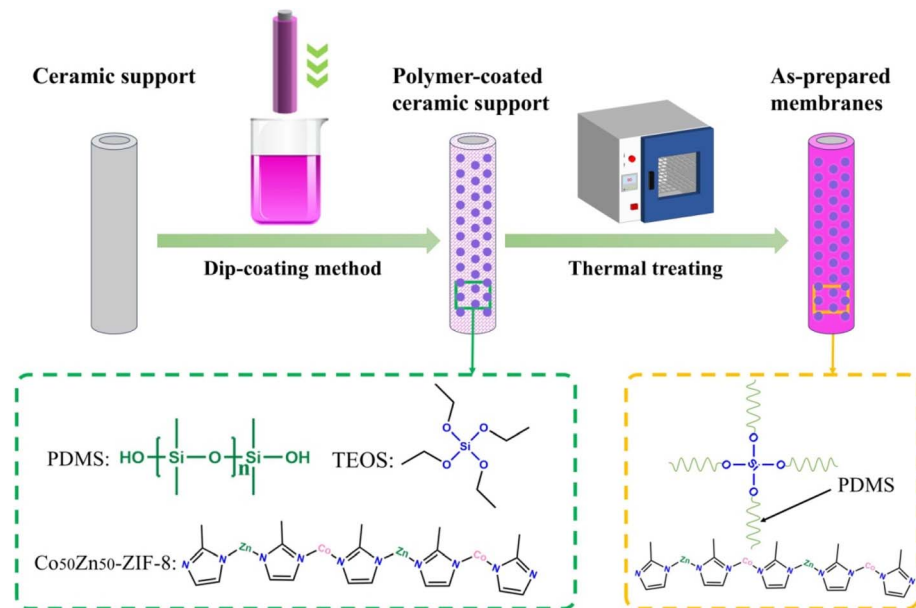 Ceramic support
Polymer-coated
ceramic support
As-prepared
membranes
Dip-coating method
Thermal treating
PDMS: HO[Si—O]nSi—OH
TEOS: O O Si O O
Co50Zn50-ZIF-8: N N Zn N N Co N N Zn N N Co N N
O
O Si O
O
PDMS
N N Zn N N Co N N Zn N N Co N N